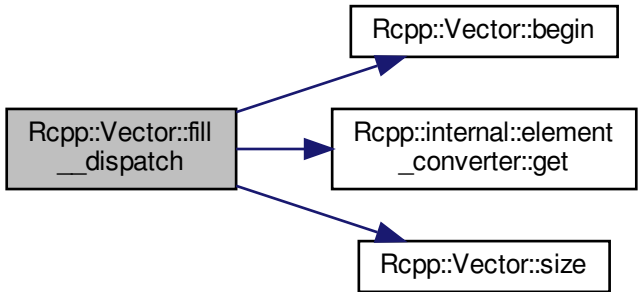 Rcpp::Vector::begin
Rcpp::Vector::fill
__dispatch
Rcpp::internal::element
_converter::get
Rcpp::Vector::size